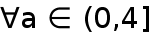 ∀a ∈ (0,4]